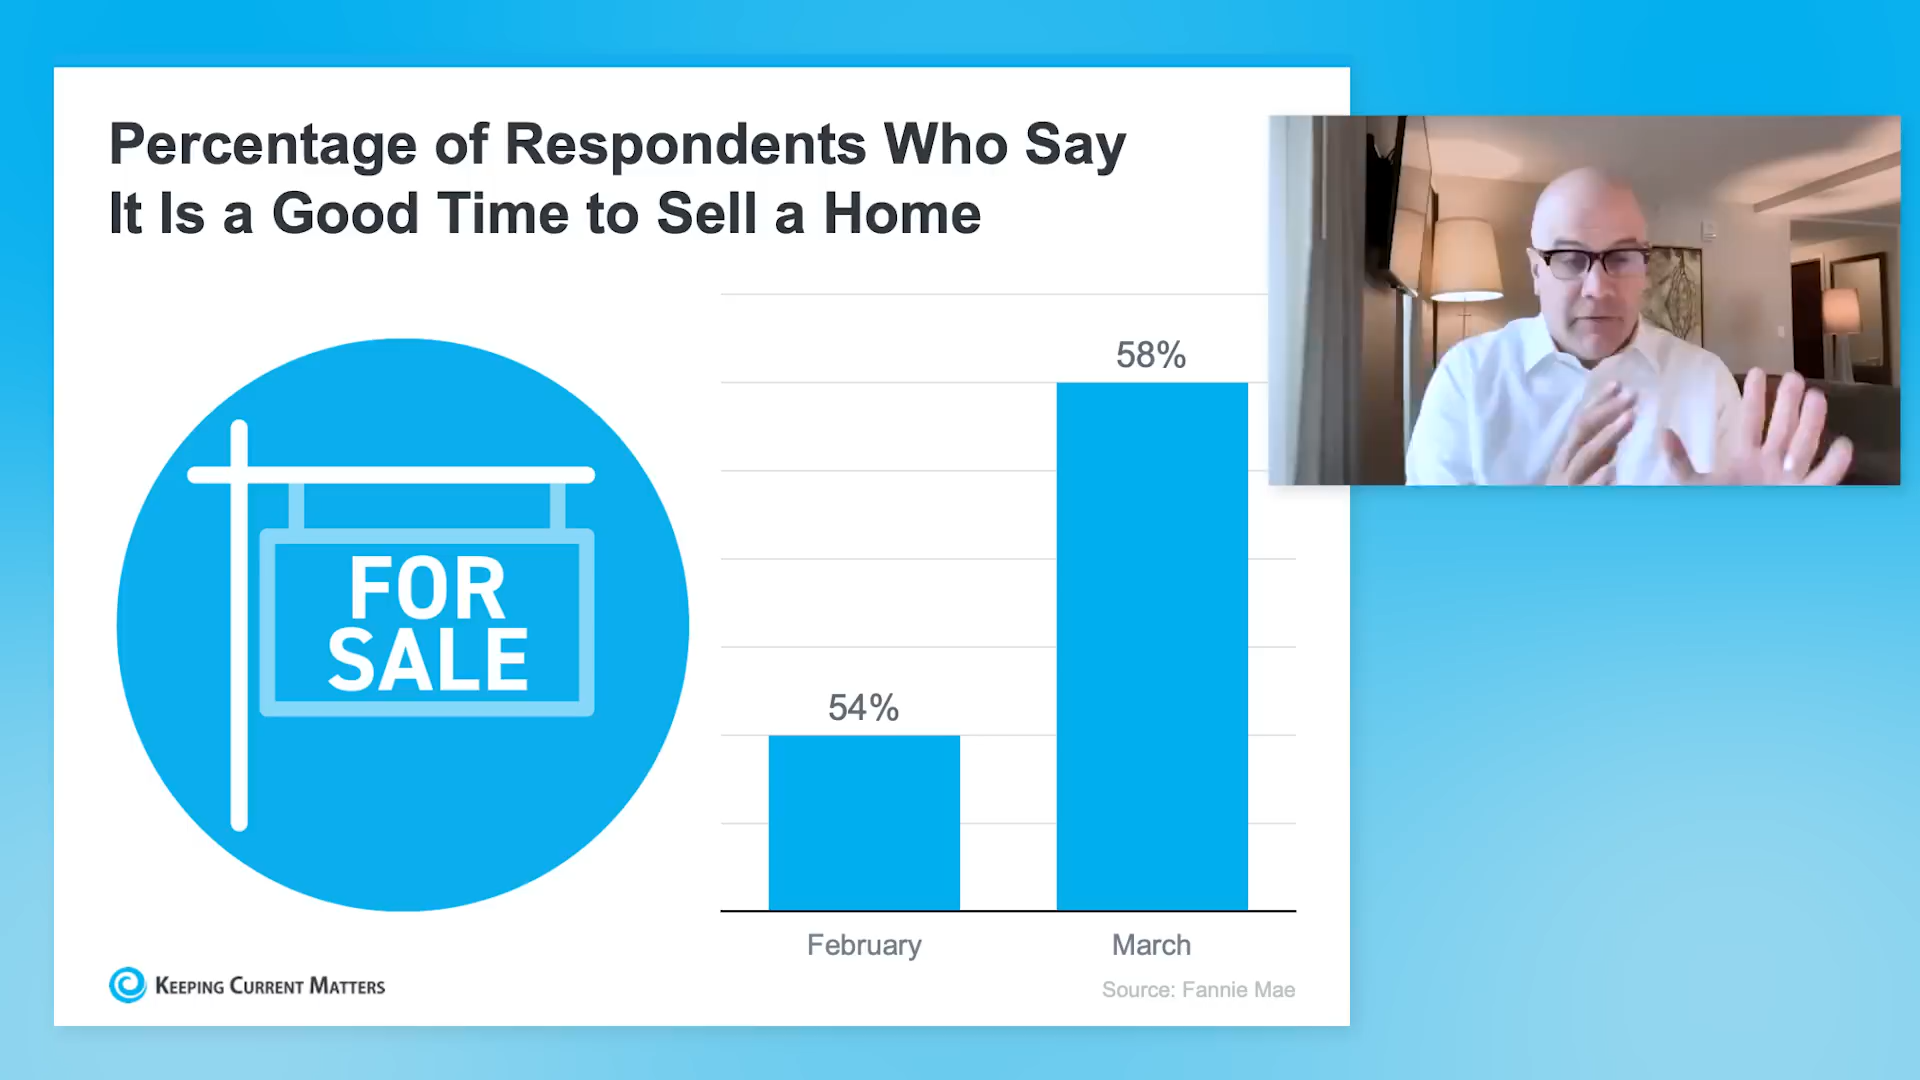 Percentage of Respondents Who Say
It Is a Good Time to Sell a Home
FOR
SALE
58%
54%
February
March
Source: Fannie Mae
KEEPING CURRENT MATTERS